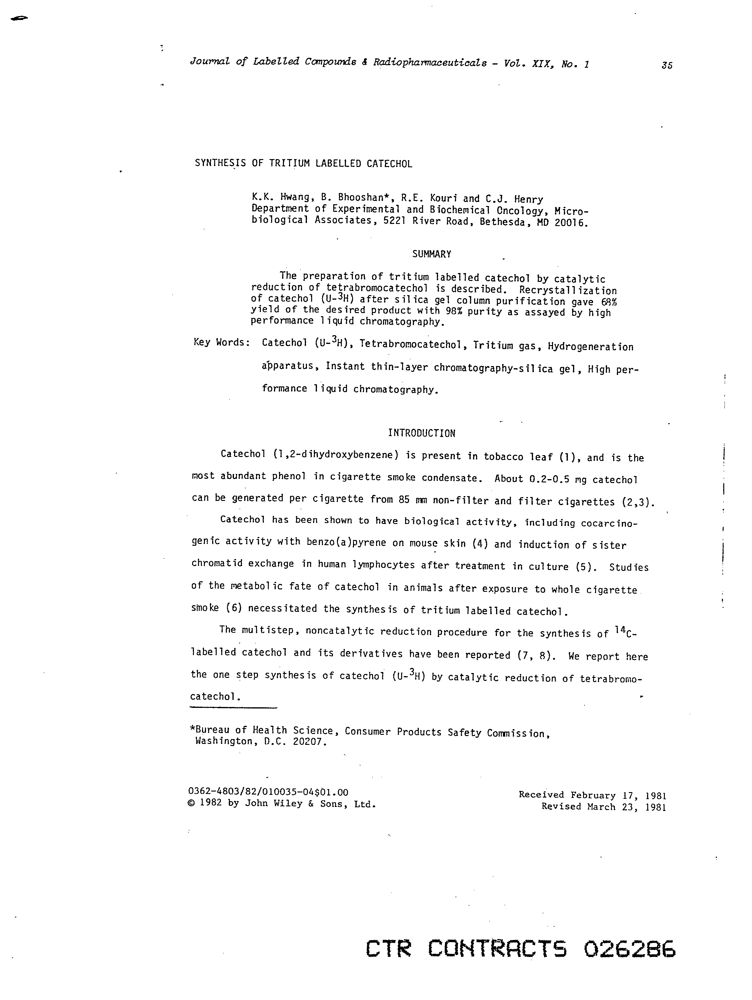 Journal of Labelled Compounds & Radiopharmaceuticals - Vol. XIX, No. 1 35
SYNTHESIS OF TRITIUM LABELLED CATECHOL
K.K. Hwang, B. Bhooshan*, R.E. Kouri and C.J. Henry
Department of Experimental and Biochemical Oncology, Micro-
biological Associates, 5221 River Road, Bethesda, MD 20016.
SUMMARY
The preparation of tritium labelled catechol by catalytic
reduction of tetrabromocatechol is described. Recrystallization
of catechol (U-³H) after silica gel column purification gave 68%
yield of the desired product with 98% purity as assayed by high
performance liquid chromatography.
Key Words: Catechol (U-³H), Tetrabromocatechol, Tritium gas, Hydrogeneration
apparatus, Instant thin-layer chromatography-silica gel, High per-
formance liquid chromatography.
INTRODUCTION
Catechol (1,2-dihydroxybenzene) is present in tobacco leaf (1), and is the
most abundant phenol in cigarette smoke condensate. About 0.2-0.5 mg catechol
can be generated per cigarette from 85 mm non-filter and filter cigarettes (2,3).
Catechol has been shown to have biological activity, including cocarcino-
genic activity with benzo(a)pyrene on mouse skin (4) and induction of sister
chromatid exchange in human lymphocytes after treatment in culture (5). Studies
of the metabolic fate of catechol in animals after exposure to whole cigarette
smoke (6) necessitated the synthesis of tritium labelled catechol.
The multistep, noncatalytic reduction procedure for the synthesis of ¹⁴C-
labelled catechol and its derivatives have been reported (7, 8). We report here
the one step synthesis of catechol (U-³H) by catalytic reduction of tetrabromo-
catechol.
*Bureau of Health Science, Consumer Products Safety Commission,
Washington, D.C. 20207.
0362-4803/82/010035-04$01.00
© 1982 by John Wiley & Sons, Ltd.
Received February 17, 1981
Revised March 23, 1981
CTR CONTRACTS 026286